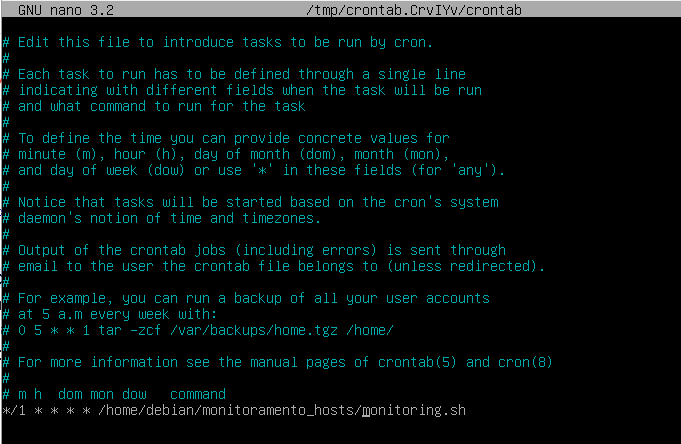 GNU nano 3.2 /tmp/crontab.CrvIYv/crontab
# Edit this file to introduce tasks to be run by cron.
#
# Each task to run has to be defined through a single line
# indicating with different fields when the task will be run
# and what command to run for the task
#
# To define the time you can provide concrete values for
# minute (m), hour (h), day of month (dom), month (mon),
# and day of week (dow) or use '*' in these fields (for 'any').
#
# Notice that tasks will be started based on the cron's system
# daemon's notion of time and timezones.
#
# Output of the crontab jobs (including errors) is sent through
# email to the user the crontab file belongs to (unless redirected).
#
# For example, you can run a backup of all your user accounts
# at 5 a.m every week with:
# 0 5 * * 1 tar -zcf /var/backups/home.tgz /home/
#
# For more information see the manual pages of crontab(5) and cron(8)
#
# m h  dom mon dow   command
*/1 * * * * /home/debian/monitoramento_hosts/monitoring.sh